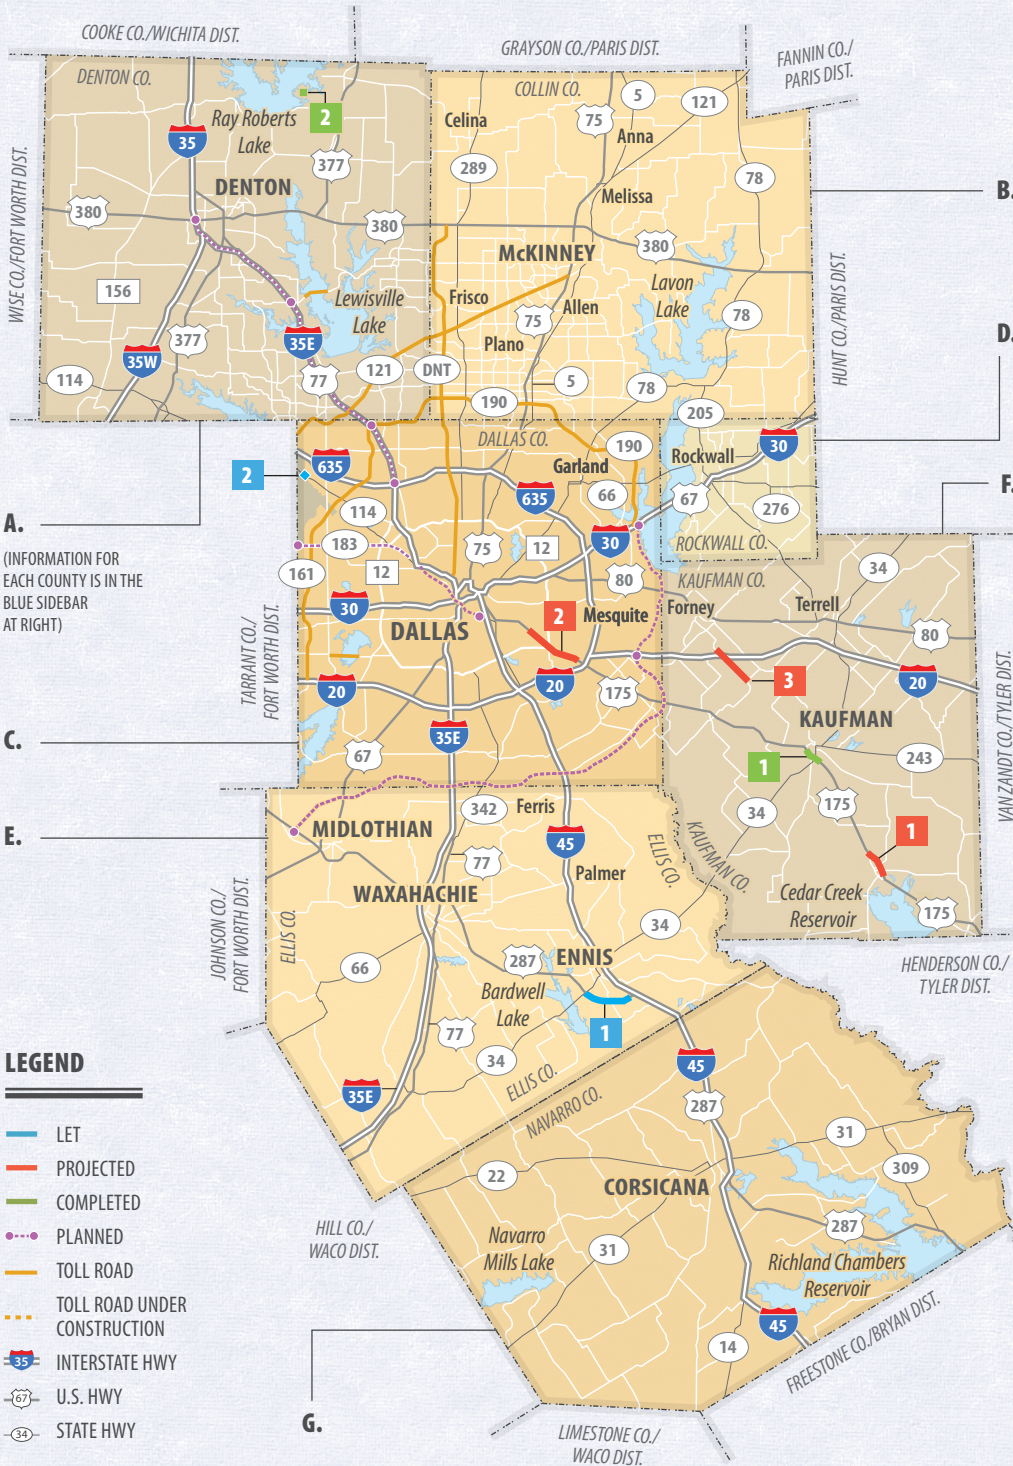 COOKE CO./WICHITA DIST.
GRAYSON CO./PARIS DIST.
FANNIN CO./
PARIS DIST.
DENTON CO.
COLLIN CO.
5
121
75
Celina
Anna
2
Ray Roberts
Lake
35
377
289
78
DENTON
Melissa
B.
380
380
380
McKINNEY
WISE CO./FORT WORTH DIST.
HUNT CO./PARIS DIST.
156
Lewisville
Lake
Frisco
Allen
Lavon
Lake
75
78
377
35E
Plano
D.
35W
114
77
121
DNT
5
78
190
205
DALLAS CO.
190
Rockwall
30
635
Garland
2
635
66
67
F.
114
276
A.
(INFORMATION FOR
EACH COUNTY IS IN THE
BLUE SIDEBAR
AT RIGHT)
183
75
12
30
ROCKWALL CO.
161
12
80
KAUFMAN CO.
34
30
2
Mesquite
Forney
Terrell
80
DALLAS
TARRANT CO./
FORT WORTH DIST.
20
20
175
3
20
VAN ZANDT CO./TYLER DIST.
KAUFMAN
C.
35E
67
1
243
342
Ferris
34
175
E.
MIDLOTHIAN
45
1
77
ELLIS CO.
KAUFMAN CO.
WAXAHACHIE
Palmer
Cedar Creek
Reservoir
175
JOHNSON CO./
FORT WORTH DIST.
ELLIS CO.
34
66
287
ENNIS
HENDERSON CO./
TYLER DIST.
Bardwell
Lake
77
1
34
LEGEND
45
35E
ELLIS CO.
NAVARRO CO.
287
LET
31
PROJECTED
22
309
COMPLETED
CORSICANA
PLANNED
HILL CO./
WACO DIST.
Navarro
Mills Lake
31
287
TOLL ROAD
Richland Chambers
Reservoir
TOLL ROAD UNDER
CONSTRUCTION
45
14
35
INTERSTATE HWY
FREESTONE CO./BRYAN DIST.
67
U.S. HWY
G.
34
STATE HWY
LIMESTONE CO./
WACO DIST.